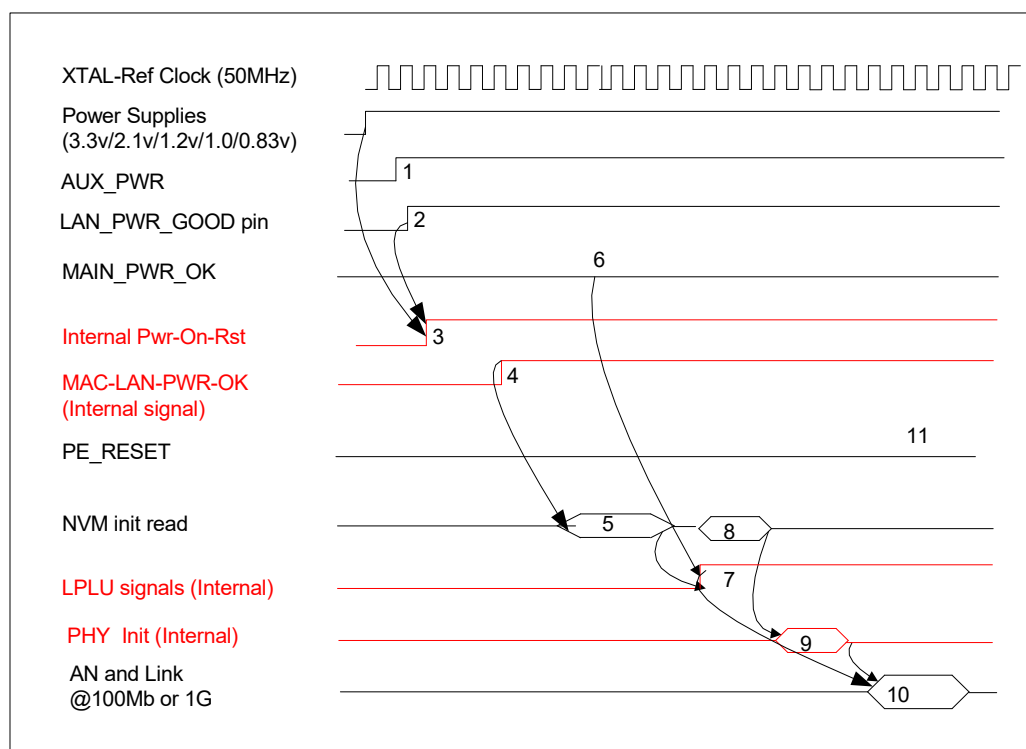 XTAL-Ref Clock (50MHz)
Power Supplies
(3.3v/2.1v/1.2v/1.0/0.83v)
1
AUX_PWR
LAN_PWR_GOOD pin
2
MAIN_PWR_OK
6
Internal Pwr-On-Rst
3
MAC-LAN-PWR-OK
(Internal signal)
4
PE_RESET
11
NVM init read
5
8
LPLU signals (Internal)
7
PHY Init (Internal)
9
AN and Link
@100Mb or 1G
10